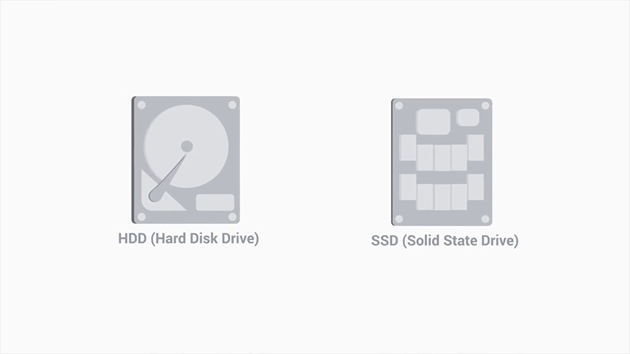 HDD (Hard Disk Drive)
SSD (Solid State Drive)